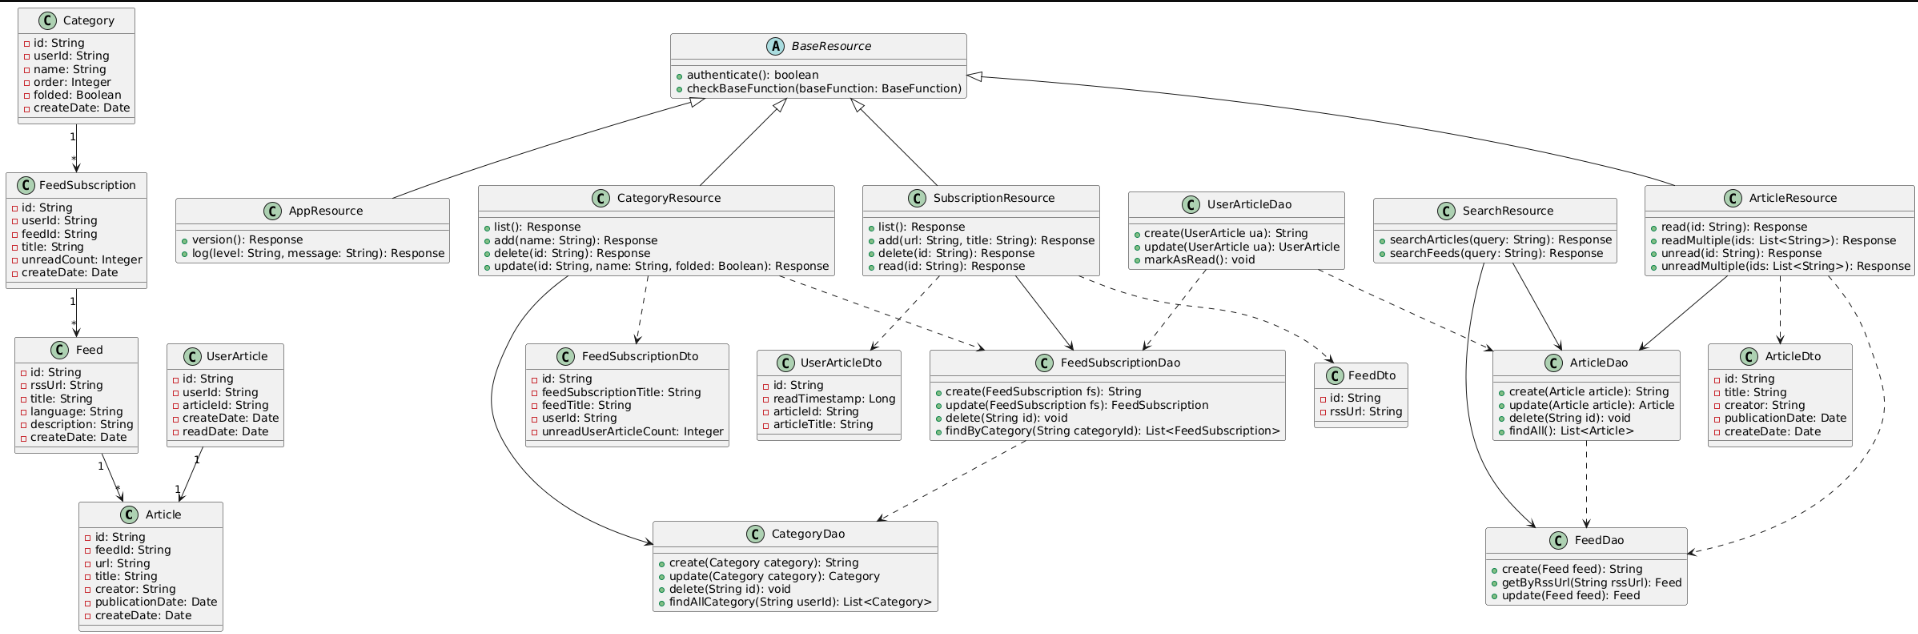 C Category
id: String
userId: String
name: String
order: Integer
folded: Boolean
createDate: Date
1
*
C FeedSubscription
id: String
userId: String
feedId: String
title: String
unreadCount: Integer
createDate: Date
1
*
C Feed
id: String
rssUrl: String
title: String
language: String
description: String
createDate: Date
1
*
C UserArticle
id: String
userId: String
articleId: String
createDate: Date
readDate: Date
1
1
C Article
id: String
feedId: String
url: String
title: String
creator: String
publicationDate: Date
createDate: Date
A BaseResource
authenticate(): boolean
checkBaseFunction(baseFunction: BaseFunction)
C AppResource
version(): Response
log(level: String, message: String): Response
C CategoryResource
list(): Response
add(name: String): Response
delete(id: String): Response
update(id: String, name: String, folded: Boolean): Response
C SubscriptionResource
list(): Response
add(url: String, title: String): Response
delete(id: String): Response
read(id: String): Response
C UserArticleDao
create(UserArticle ua): String
update(UserArticle ua): UserArticle
markAsRead(): void
C SearchResource
searchArticles(query: String): Response
searchFeeds(query: String): Response
C ArticleResource
read(id: String): Response
readMultiple(ids: List<String>): Response
unread(id: String): Response
unreadMultiple(ids: List<String>): Response
C FeedSubscriptionDto
id: String
feedSubscriptionTitle: String
feedTitle: String
userId: String
unreadUserArticleCount: Integer
C UserArticleDto
id: String
readTimestamp: Long
articleId: String
articleTitle: String
C FeedSubscriptionDao
create(FeedSubscription fs): String
update(FeedSubscription fs): FeedSubscription
delete(String id): void
findByCategory(String categoryId): List<FeedSubscription>
C FeedDto
id: String
rssUrl: String
C ArticleDao
create(Article article): String
update(Article article): Article
delete(String id): void
findAll(): List<Article>
C ArticleDto
id: String
title: String
creator: String
publicationDate: Date
createDate: Date
C CategoryDao
create(Category category): String
update(Category category): Category
delete(String id): void
findAllCategory(String userId): List<Category>
C FeedDao
create(Feed feed): String
getByRssUrl(String rssUrl): Feed
update(Feed feed): Feed